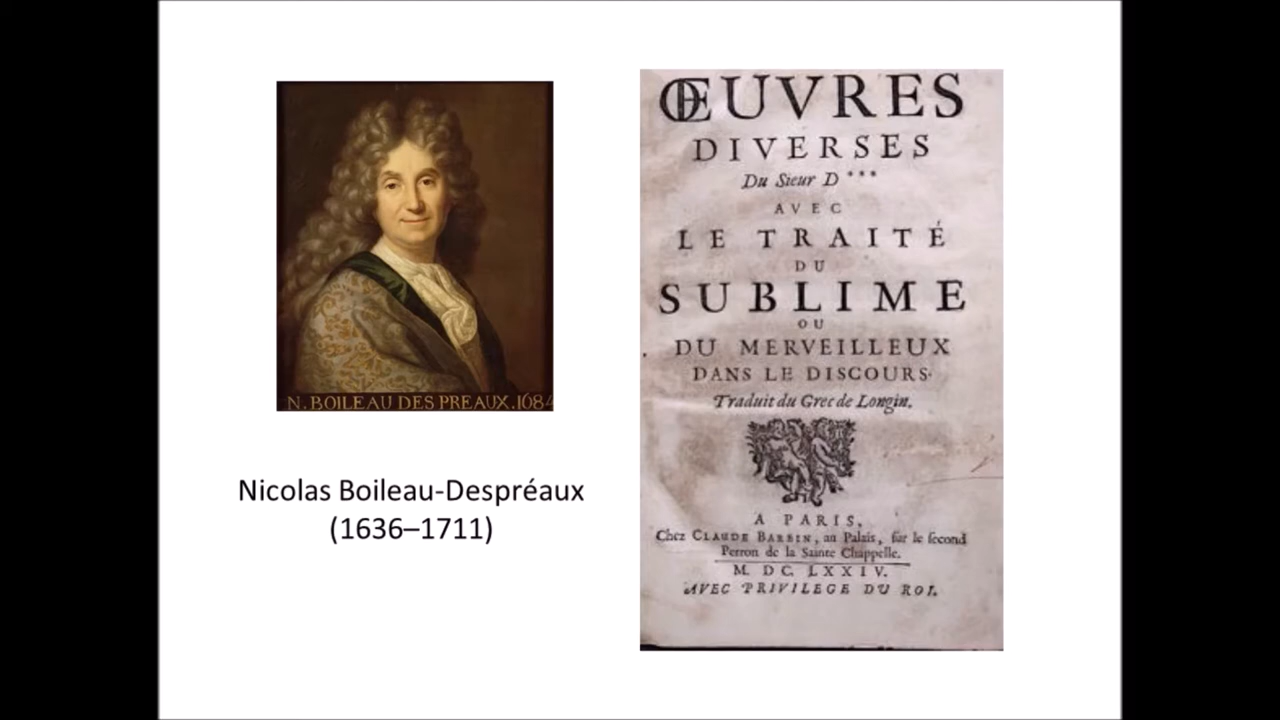 N. BOILEAU DES PREAUX. 1684
Nicolas Boileau-Despréaux
(1636–1711)
ŒUVRES
DIVERSES
Du Sieur D***
AVEC
LE TRAITÉ
DU
SUBLIME
OU
DU MERVEILLEUX
DANS LE DISCOURS.
Traduit du Grec de Longin.
A PARIS,
Chez CLAUDE BARBIN, au Palais, sur le second
Perron de la Sainte Chappelle.
M. DC. LXXIV.
AVEC PRIVILEGE DU ROI.